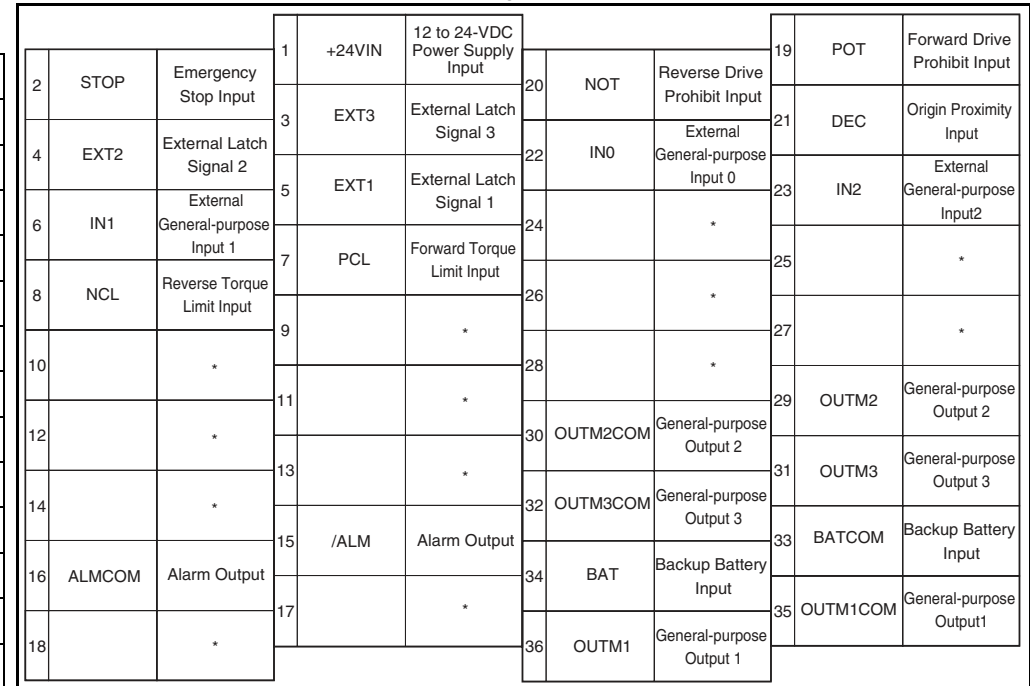 1 +24VIN 12 to 24-VDC
Power Supply
Input
2 STOP Emergency
Stop Input
3 EXT3 External Latch
Signal 3
4 EXT2 External Latch
Signal 2
5 EXT1 External Latch
Signal 1
6 IN1 External
General-purpose
Input 1
7 PCL Forward Torque
Limit Input
8 NCL Reverse Torque
Limit Input
9 *
10 *
11 *
12 *
13 *
14 *
15 /ALM Alarm Output
16 ALMCOM Alarm Output
17 *
18 *
19 POT Forward Drive
Prohibit Input
20 NOT Reverse Drive
Prohibit Input
21 DEC Origin Proximity
Input
22 IN0 External
General-purpose
Input 0
23 IN2 External
General-purpose
Input2
24 *
25 *
26 *
27 *
28 *
29 OUTM2 General-purpose
Output 2
30 OUTM2COM General-purpose
Output 2
31 OUTM3 General-purpose
Output 3
32 OUTM3COM General-purpose
Output 3
33 BATCOM Backup Battery
Input
34 BAT Backup Battery
Input
35 OUTM1COM General-purpose
Output1
36 OUTM1 General-purpose
Output 1